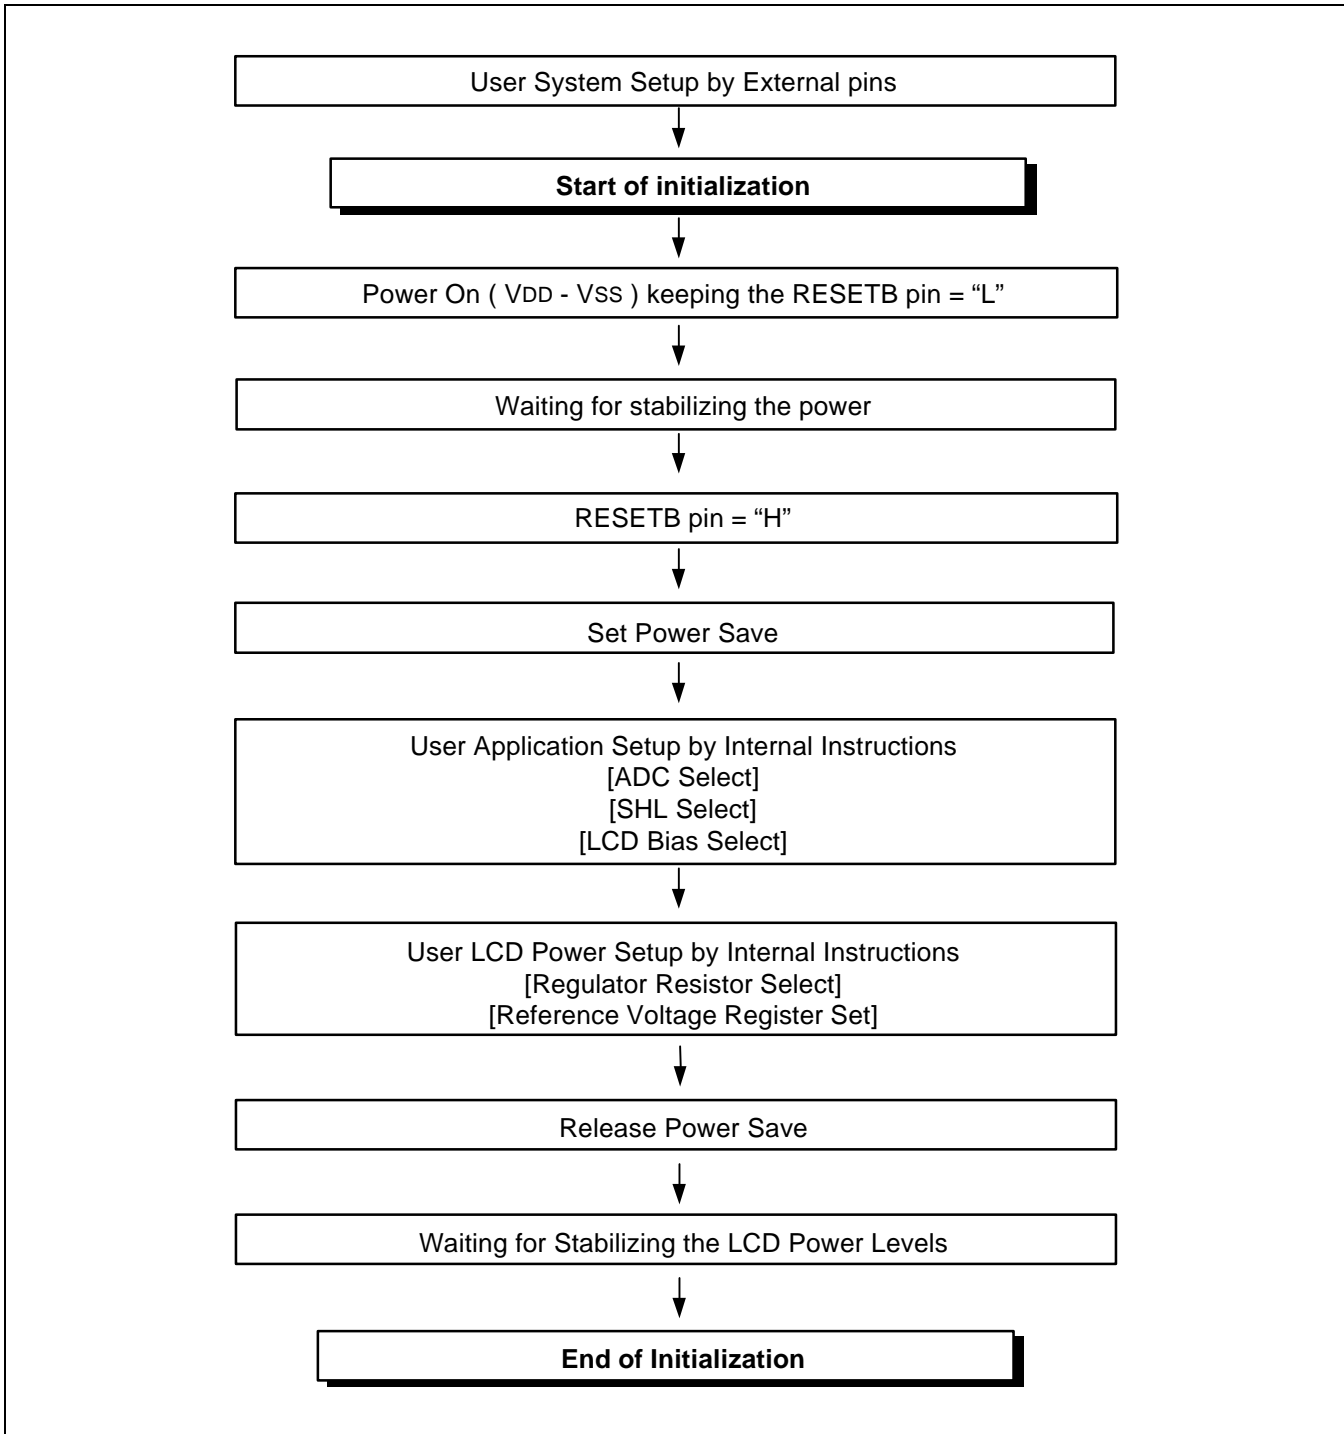 User System Setup by External pins
Start of initialization
Power On ( VDD - VSS ) keeping the RESETB pin = “L”
Waiting for stabilizing the power
RESETB pin = “H”
Set Power Save
User Application Setup by Internal Instructions
[ADC Select]
[SHL Select]
[LCD Bias Select]
User LCD Power Setup by Internal Instructions
[Regulator Resistor Select]
[Reference Voltage Register Set]
Release Power Save
Waiting for Stabilizing the LCD Power Levels
End of Initialization